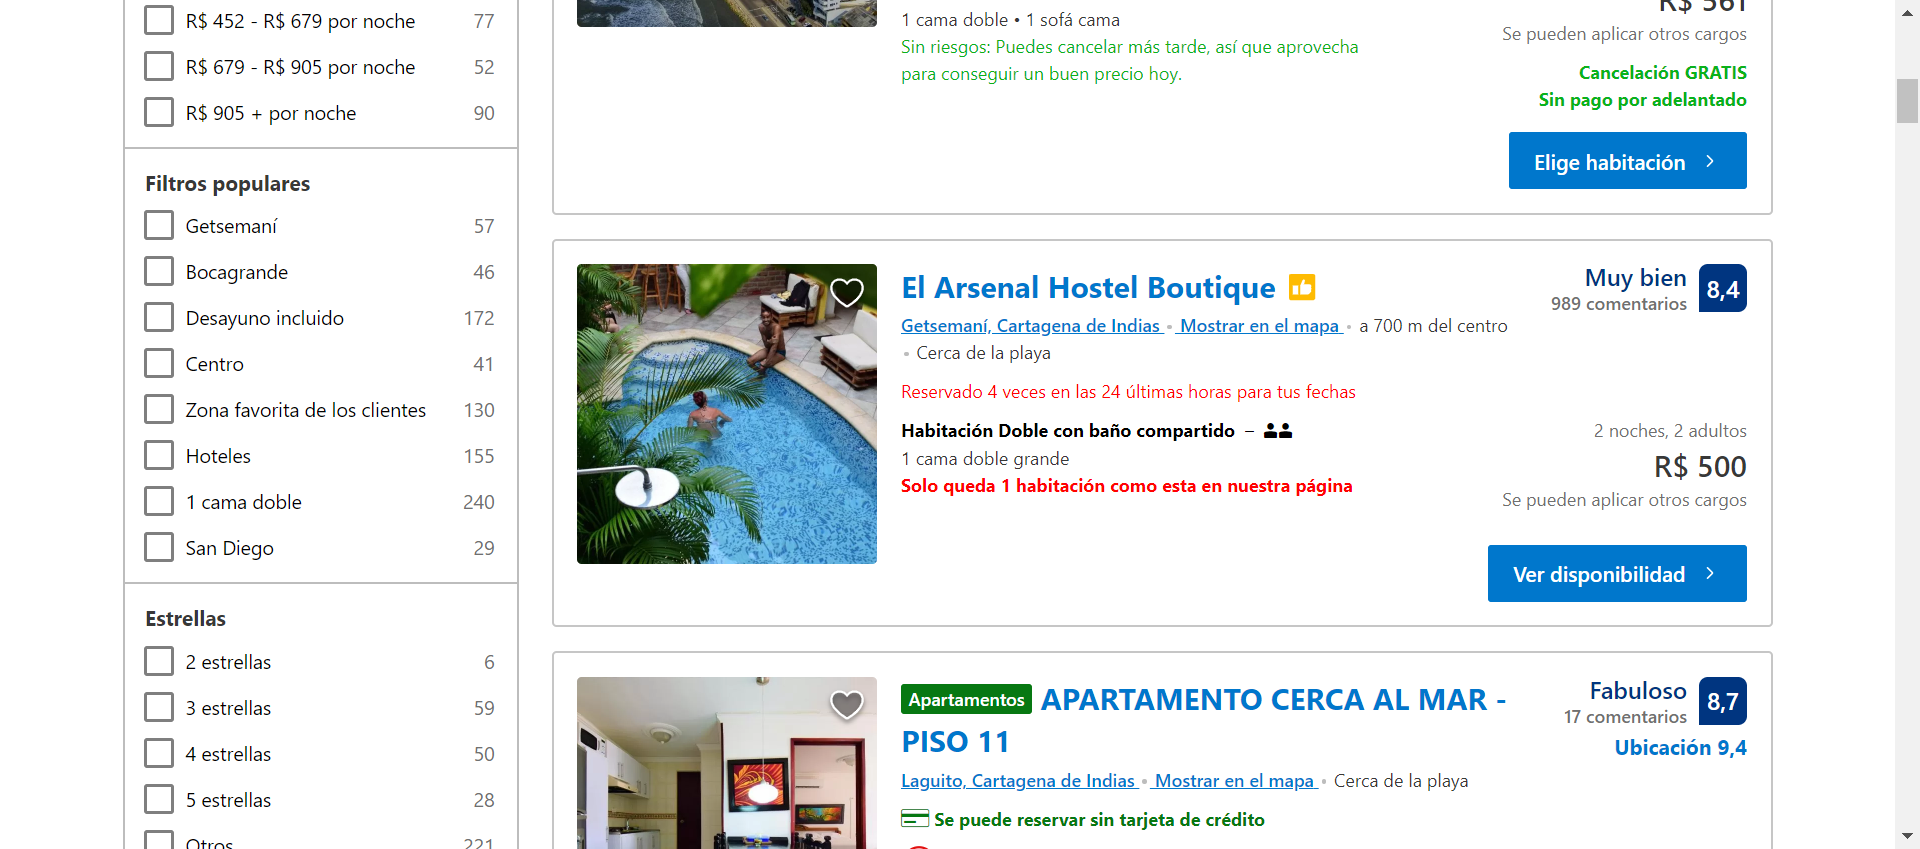 R$ 452 - R$ 679 por noche 77
R$ 679 - R$ 905 por noche 52
R$ 905 + por noche 90
Filtros populares
Getsemaní 57
Bocagrande 46
Desayuno incluido 172
Centro 41
Zona favorita de los clientes 130
Hoteles 155
1 cama doble 240
San Diego 29
Estrellas
2 estrellas 6
3 estrellas 59
4 estrellas 50
5 estrellas 28
Otros 221
1 cama doble • 1 sofá cama
Sin riesgos: Puedes cancelar más tarde, así que aprovecha
para conseguir un buen precio hoy.
R$ 561
Se pueden aplicar otros cargos
Cancelación GRATIS
Sin pago por adelantado
Elige habitación
El Arsenal Hostel Boutique
Getsemaní, Cartagena de Indias • Mostrar en el mapa • a 700 m del centro
• Cerca de la playa
Muy bien 8,4
989 comentarios
Reservado 4 veces en las 24 últimas horas para tus fechas
Habitación Doble con baño compartido –
1 cama doble grande
Solo queda 1 habitación como esta en nuestra página
2 noches, 2 adultos
R$ 500
Se pueden aplicar otros cargos
Ver disponibilidad
Apartamentos APARTAMENTO CERCA AL MAR -
PISO 11
Fabuloso 8,7
17 comentarios
Ubicación 9,4
Laguito, Cartagena de Indias • Mostrar en el mapa • Cerca de la playa
Se puede reservar sin tarjeta de crédito